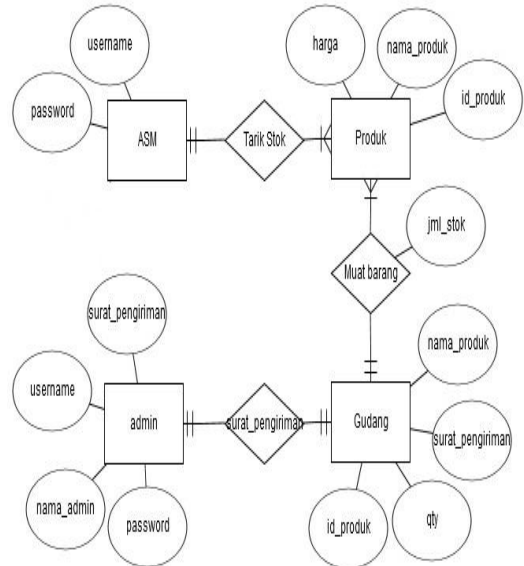 username
password
ASM
Tarik Stok
harga
nama_produk
id_produk
Produk
jml_stok
Muat barang
surat_pengiriman
username
admin
nama_admin
password
surat_pengiriman
Gudang
nama_produk
surat_pengiriman
id_produk
qty